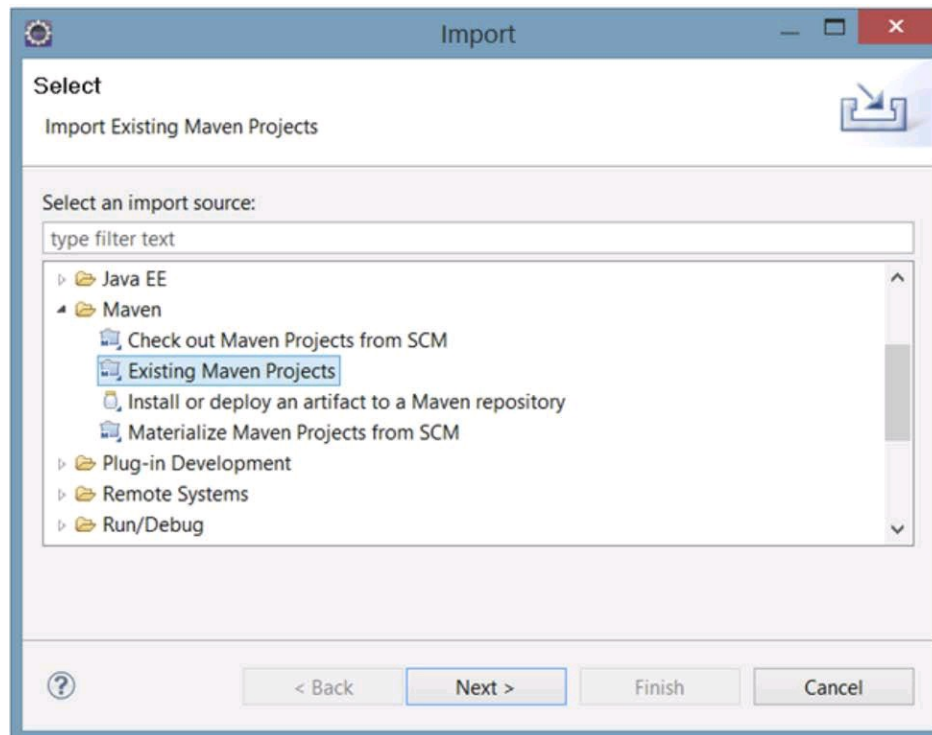 Import
Select
Import Existing Maven Projects
Select an import source:
type filter text
Java EE
Maven
Check out Maven Projects from SCM
Existing Maven Projects
Install or deploy an artifact to a Maven repository
Materialize Maven Projects from SCM
Plug-in Development
Remote Systems
Run/Debug
? < Back Next > Finish Cancel